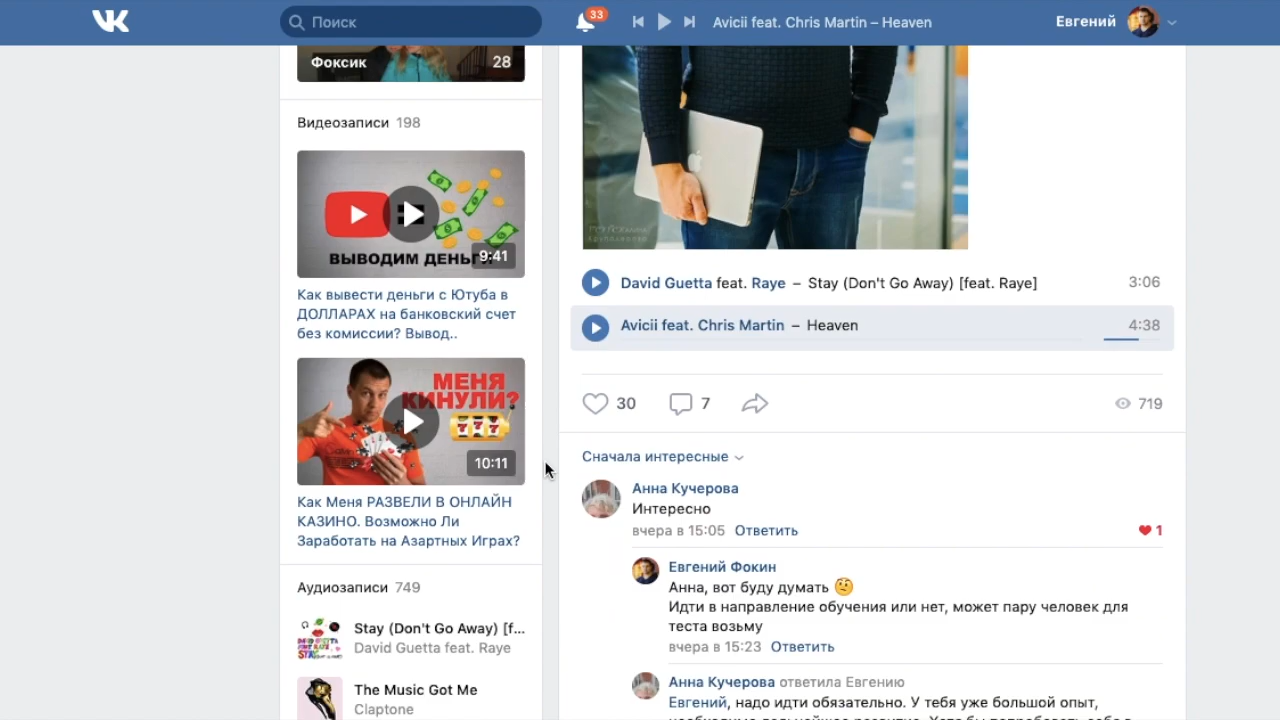 Поиск
33
Avicii feat. Chris Martin – Heaven
Евгений
Фоксик 28
Видеозаписи 198
ВЫВОДИМ ДЕНЬГ
9:41
Как вывести деньги с Ютуба в
ДОЛЛАРАХ на банковский счет
без комиссии? Вывод..
МЕНЯ
КИНУЛИ?
777
10:11
Как Меня РАЗВЕЛИ В ОНЛАЙН
КАЗИНО. Возможно Ли
Заработать на Азартных Играх?
Аудиозаписи 749
Stay (Don't Go Away) [f...
David Guetta feat. Raye
The Music Got Me
Claptone
David Guetta feat. Raye – Stay (Don't Go Away) [feat. Raye] 3:06
Avicii feat. Chris Martin – Heaven 4:38
30 7 719
Сначала интересные
Анна Кучерова
Интересно
вчера в 15:05 Ответить 1
Евгений Фокин
Анна, вот буду думать 🤔
Идти в направление обучения или нет, может пару человек для
теста возьму
вчера в 15:23 Ответить
Анна Кучерова ответила Евгению
Евгений, надо идти обязательно. У тебя уже большой опыт,